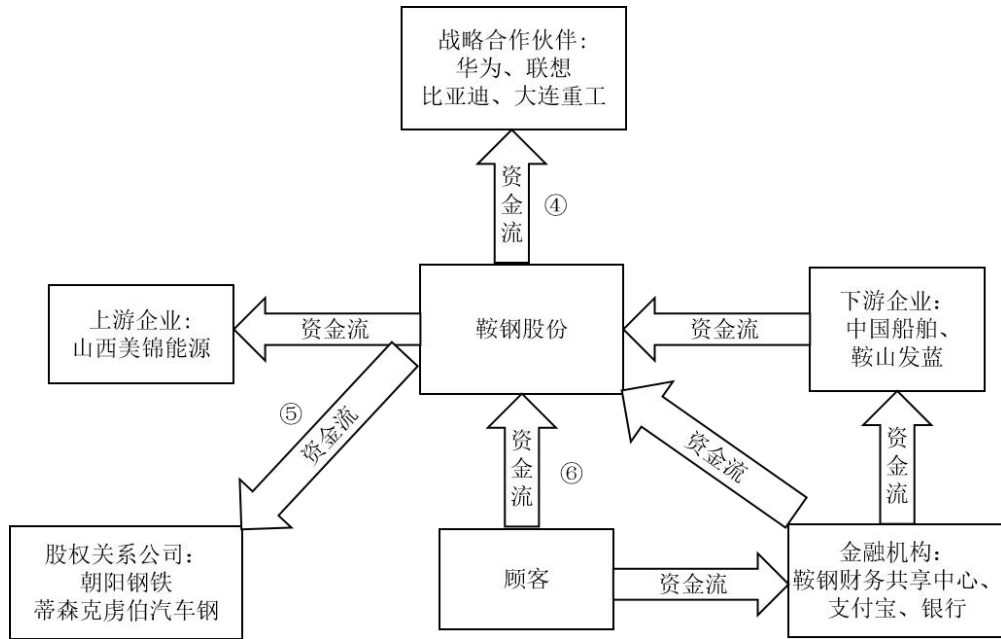 战略合作伙伴:
华为、联想
比亚迪、大连重工
资金流
④
上游企业:
山西美锦能源
资金流
鞍钢股份
资金流
下游企业:
中国船舶、
鞍山发蓝
⑤
资金流
资金流
⑥
资金流
资金流
股权关系公司:
朝阳钢铁
蒂森克虏伯汽车钢
顾客
资金流
金融机构:
鞍钢财务共享中心、
支付宝、银行